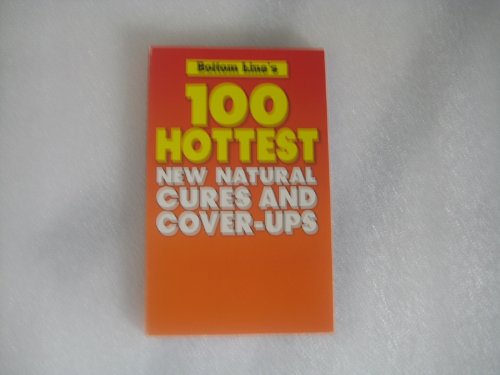 Bottom Line's
100
HOTTEST
NEW NATURAL
CURES AND
COVER-UPS